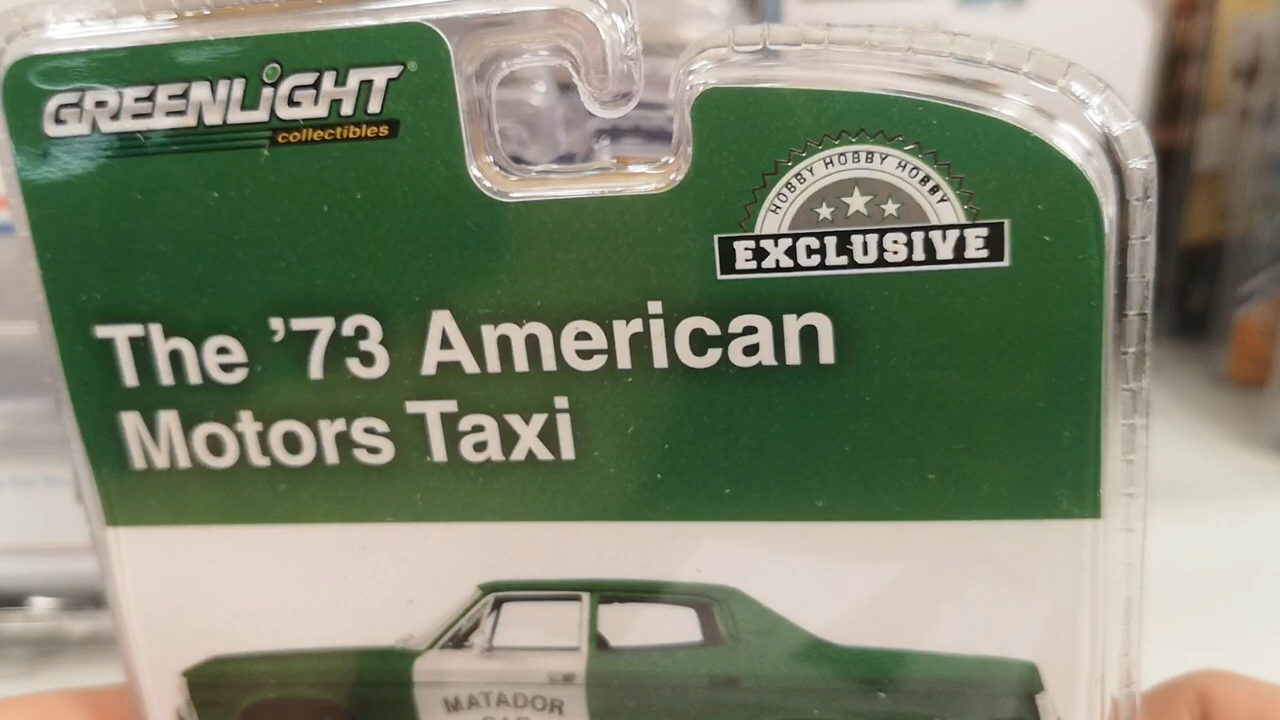 GREENLiGHT
collectibles
HOBBY HOBBY HOBBY
EXCLUSIVE
The '73 American
Motors Taxi
MATADOR